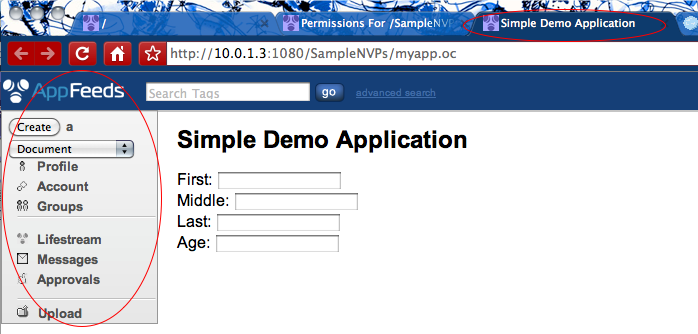 /
Permissions For /SampleNVP
Simple Demo Application
http://10.0.1.3:1080/SampleNVPs/myapp.oc
AppFeeds
Search Tags
go
advanced search
Create a
Document
Profile
Account
Groups
Lifestream
Messages
Approvals
Upload
Simple Demo Application
First:
Middle:
Last:
Age: